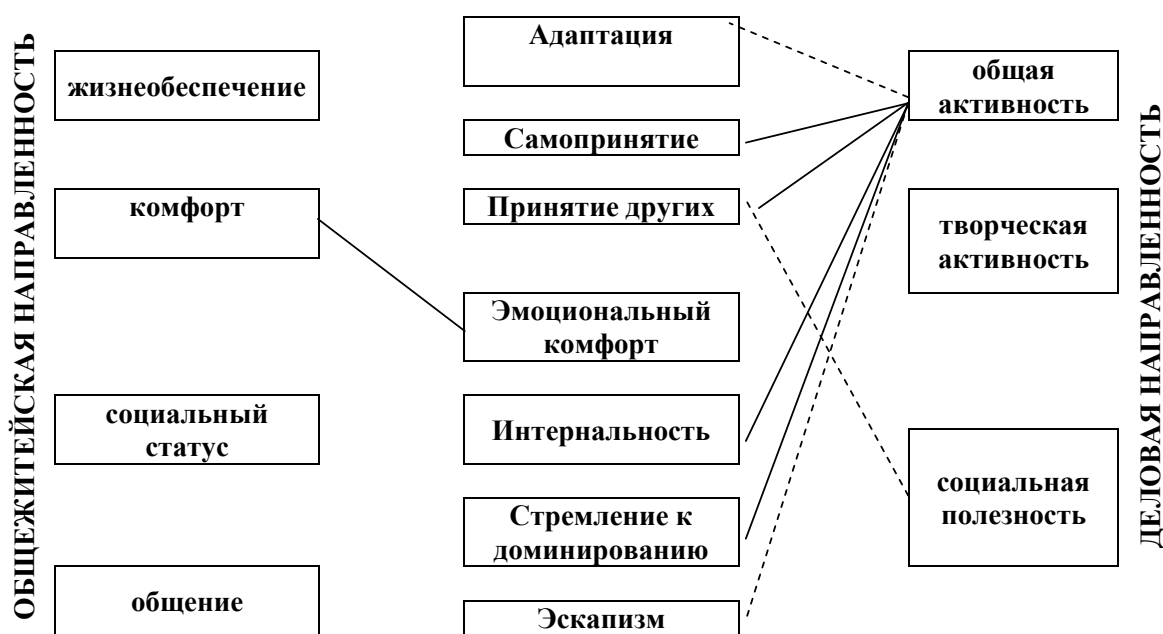 ОБЩЕЖИТЕЙСКАЯ НАПРАВЛЕННОСТЬ
жизнеобеспечение
комфорт
социальный
статус
общение
Адаптация
Самопринятие
Принятие других
Эмоциональный
комфорт
Интернальность
Стремление к
доминированию
Эскапизм
общая
активность
творческая
активность
социальная
полезность
ДЕЛОВАЯ НАПРАВЛЕННОСТЬ